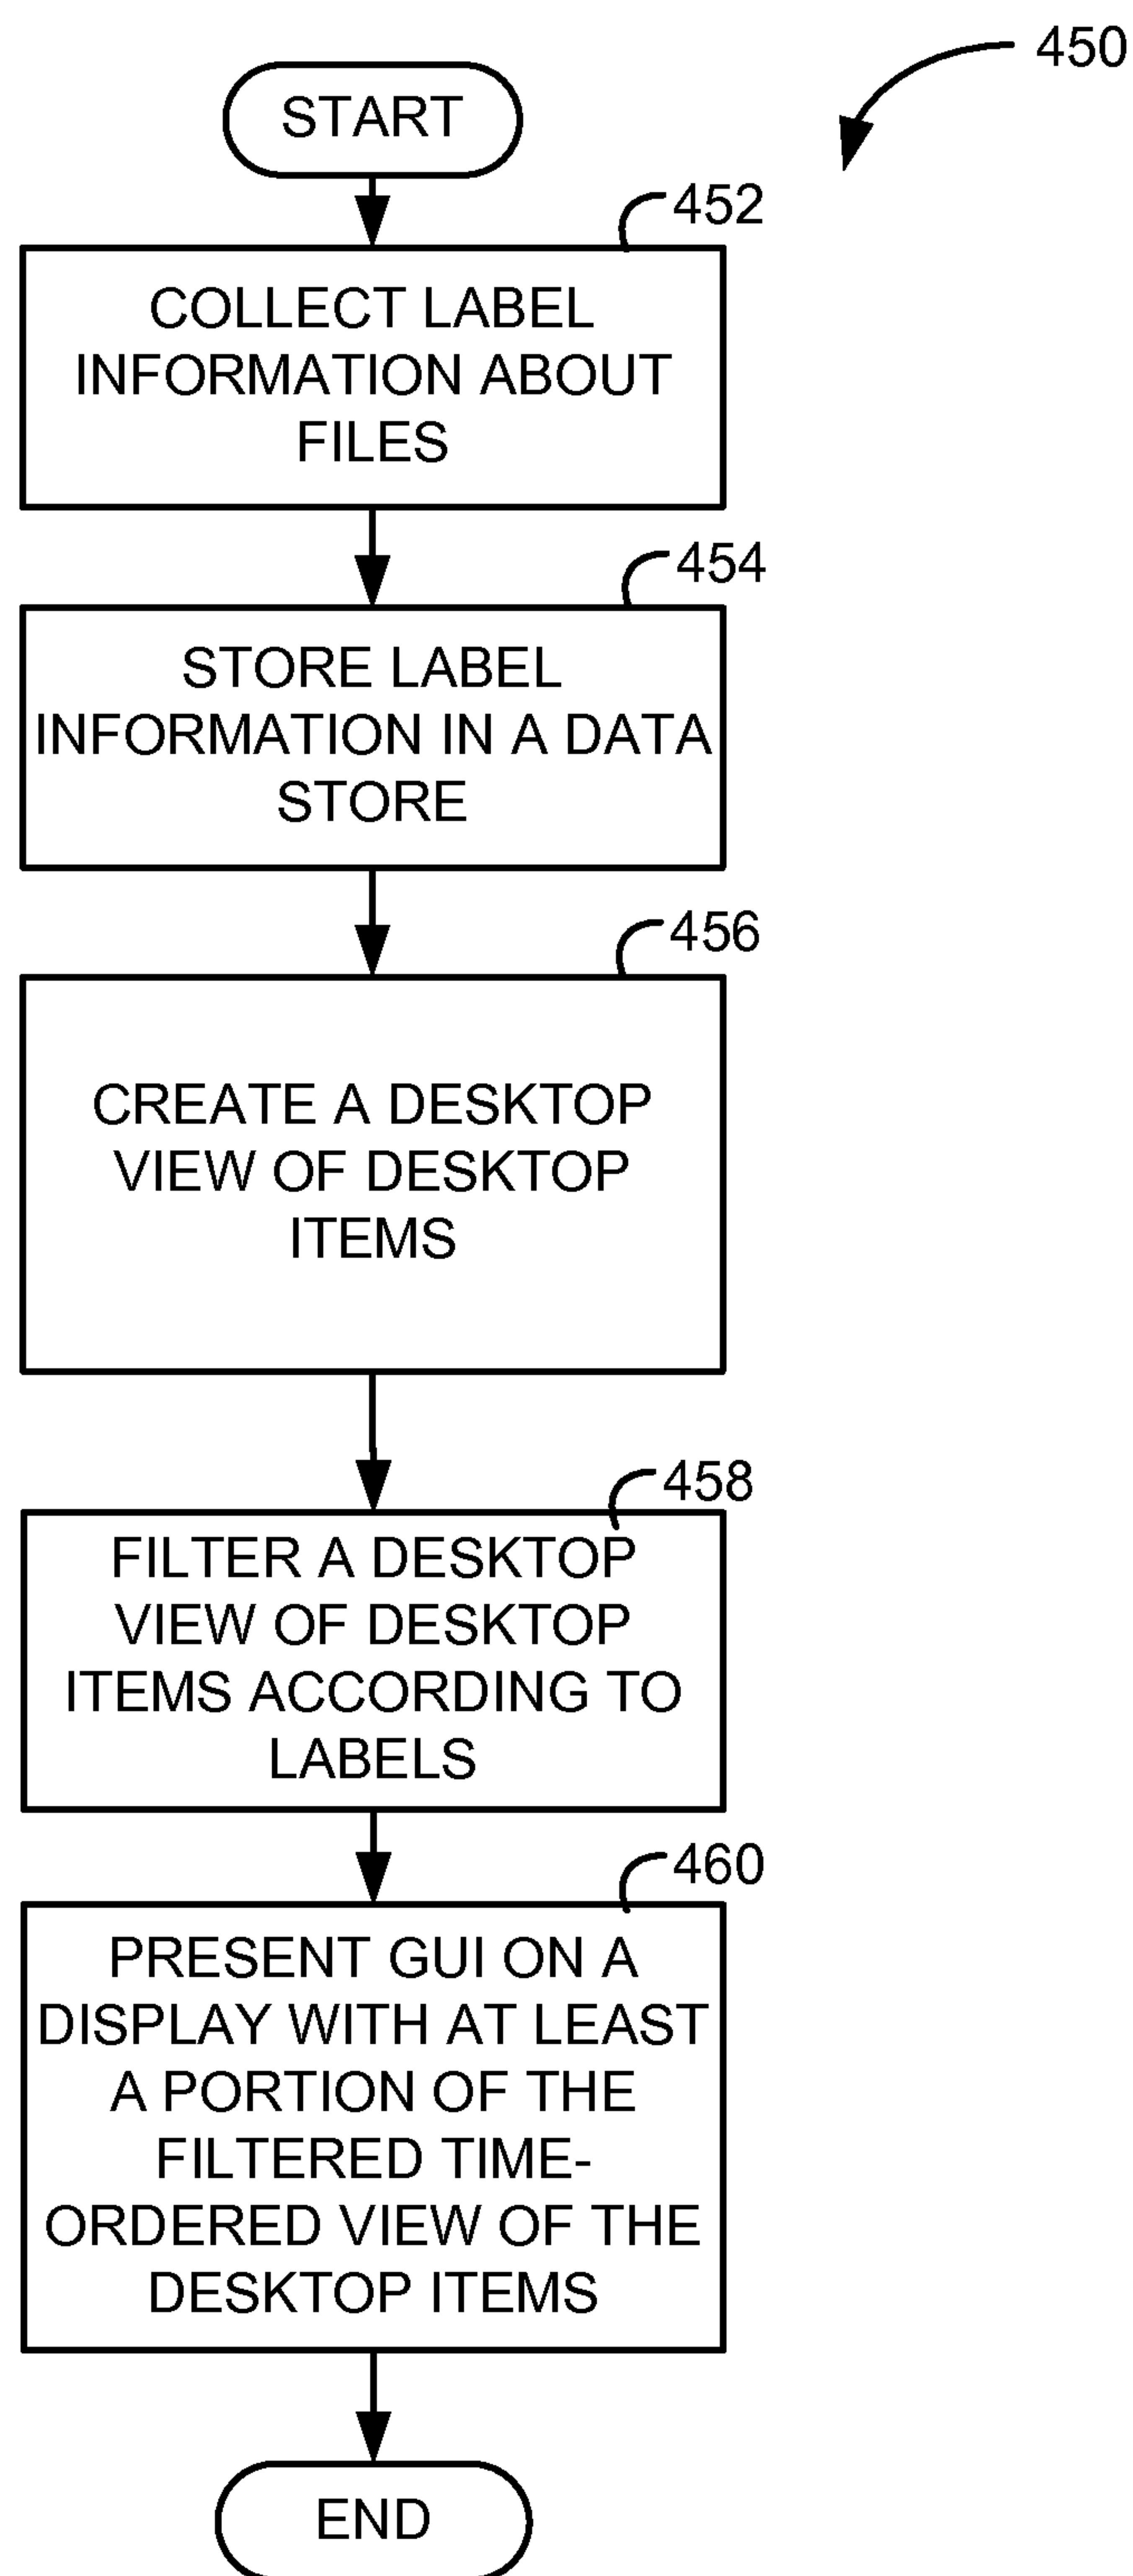 450
START
452
COLLECT LABEL
INFORMATION ABOUT
FILES
454
STORE LABEL
INFORMATION IN A DATA
STORE
456
CREATE A DESKTOP
VIEW OF DESKTOP
ITEMS
458
FILTER A DESKTOP
VIEW OF DESKTOP
ITEMS ACCORDING TO
LABELS
460
PRESENT GUI ON A
DISPLAY WITH AT LEAST
A PORTION OF THE
FILTERED TIME-
ORDERED VIEW OF THE
DESKTOP ITEMS
END